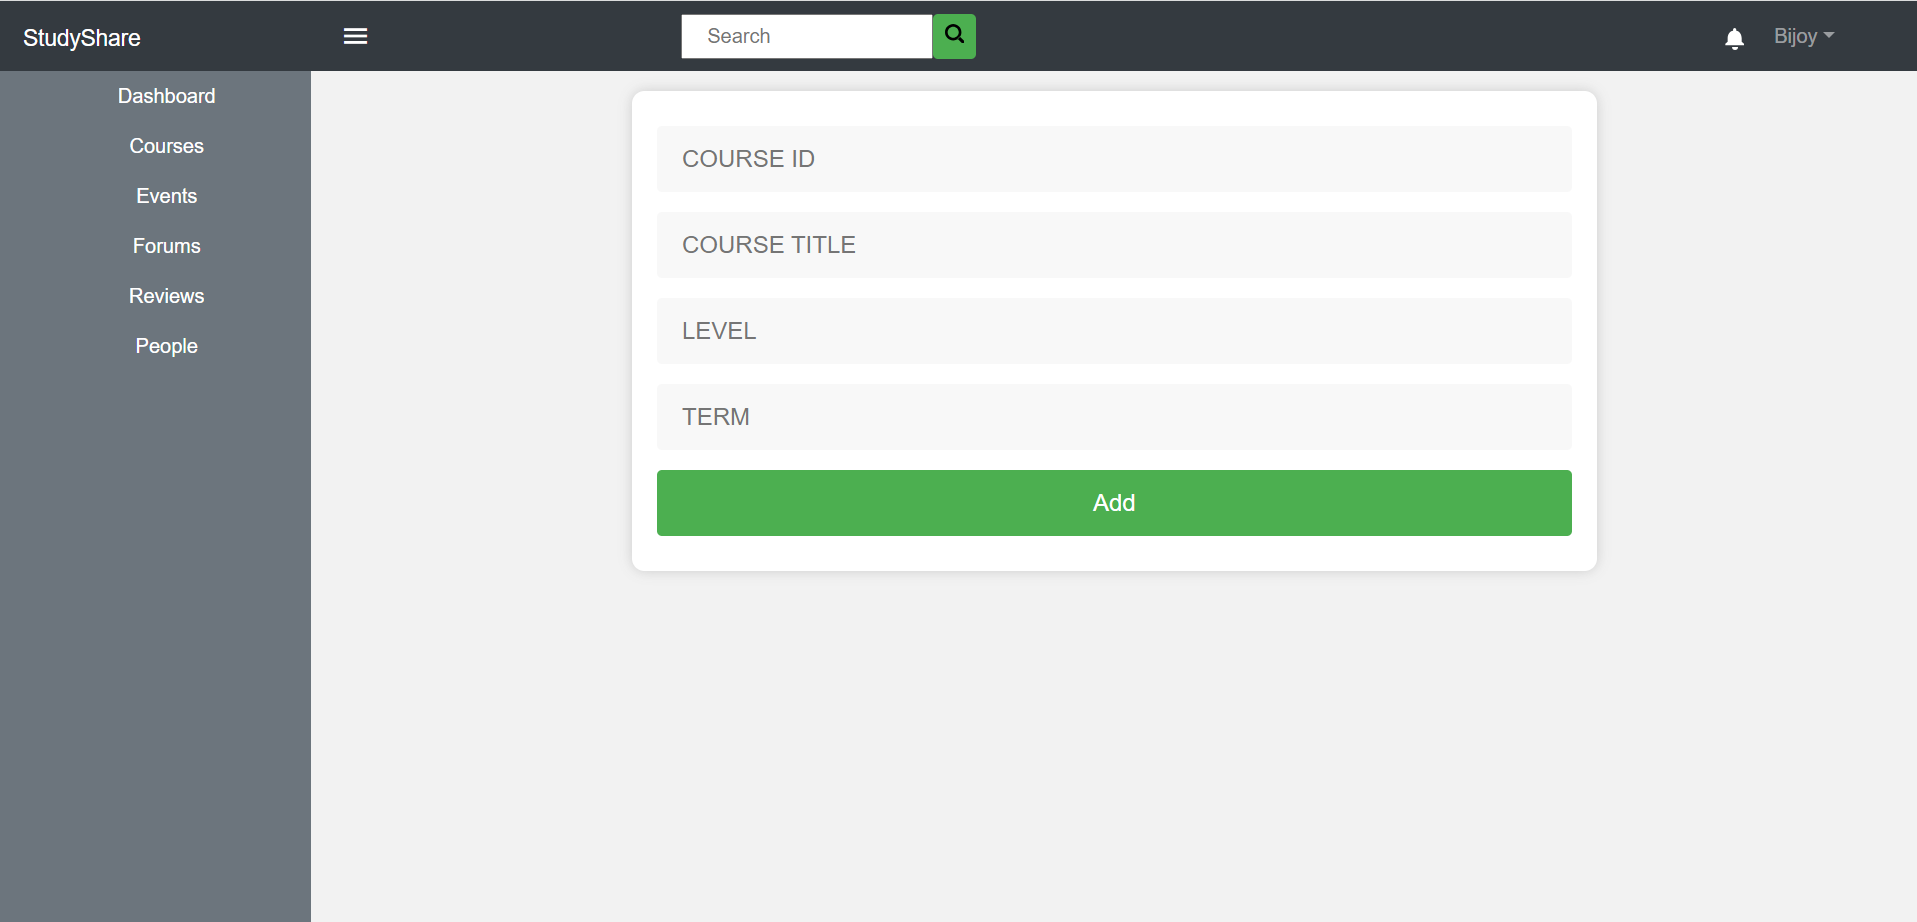 StudyShare
Search
Bijoy
Dashboard
Courses
Events
Forums
Reviews
People
COURSE ID
COURSE TITLE
LEVEL
TERM
Add